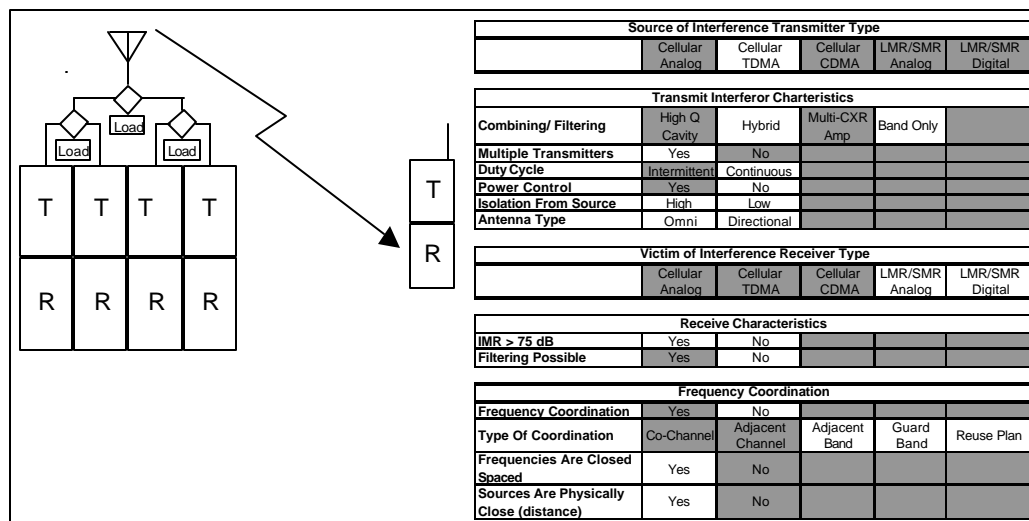 Load
Load
Load
T T T T
R R R R
T
R
Source of Interference Transmitter Type
Cellular Analog Cellular TDMA Cellular CDMA LMR/SMR Analog LMR/SMR Digital
Transmit Interferor Charteristics
Combining/ Filtering High Q Cavity Hybrid Multi-CXR Amp Band Only
Multiple Transmitters Yes No
Duty Cycle Intermittent Continuous
Power Control Yes No
Isolation From Source High Low
Antenna Type Omni Directional
Victim of Interference Receiver Type
Cellular Analog Cellular TDMA Cellular CDMA LMR/SMR Analog LMR/SMR Digital
Receive Characteristics
IMR > 75 dB Yes No
Filtering Possible Yes No
Frequency Coordination
Frequency Coordination Yes No
Type Of Coordination Co-Channel Adjacent Channel Adjacent Band Guard Band Reuse Plan
Frequencies Are Closed Spaced Yes No
Sources Are Physically Close (distance) Yes No